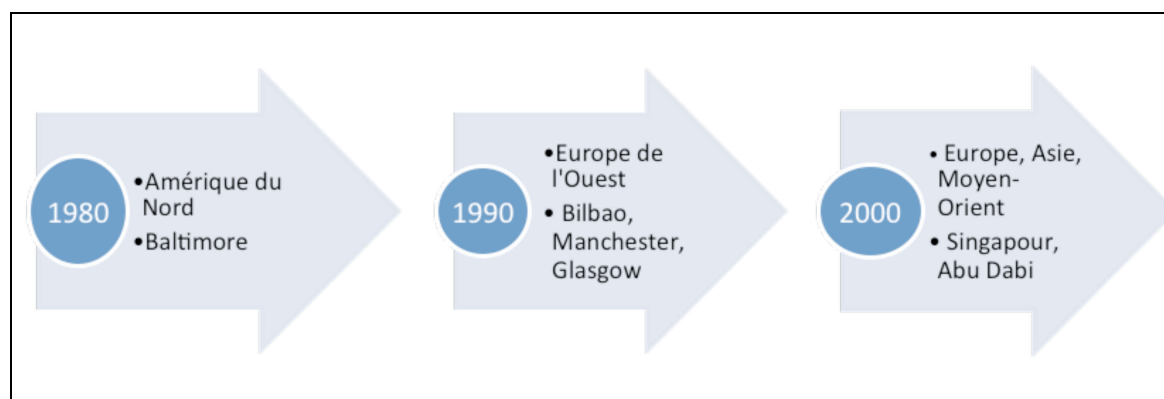 1980
•Amérique du
Nord
•Baltimore
1990
•Europe de
l'Ouest
• Bilbao,
Manchester,
Glasgow
2000
• Europe, Asie,
Moyen-
Orient
• Singapour,
Abu Dabi